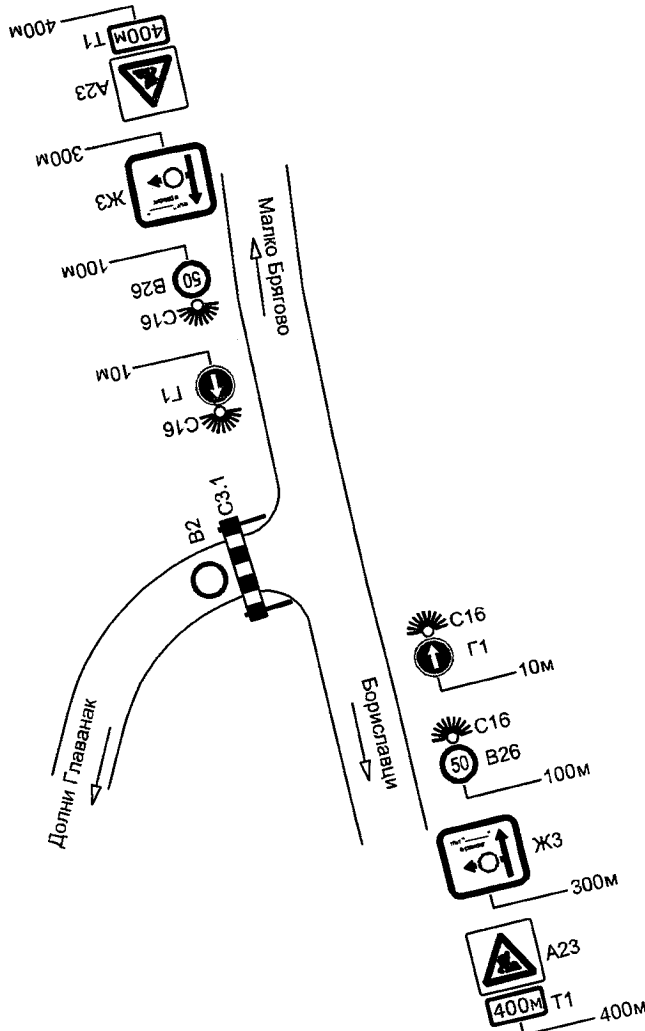 400м
Т1
400м
А23
300м
Ж3
100м
50
В26
С16
10м
Г1
С16
Малко Брягово
В2
С3.1
Долни Главанак
Бориславци
С16
Г1
10м
С16
50
В26
100м
Ж3
300м
А23
400м
Т1
400м